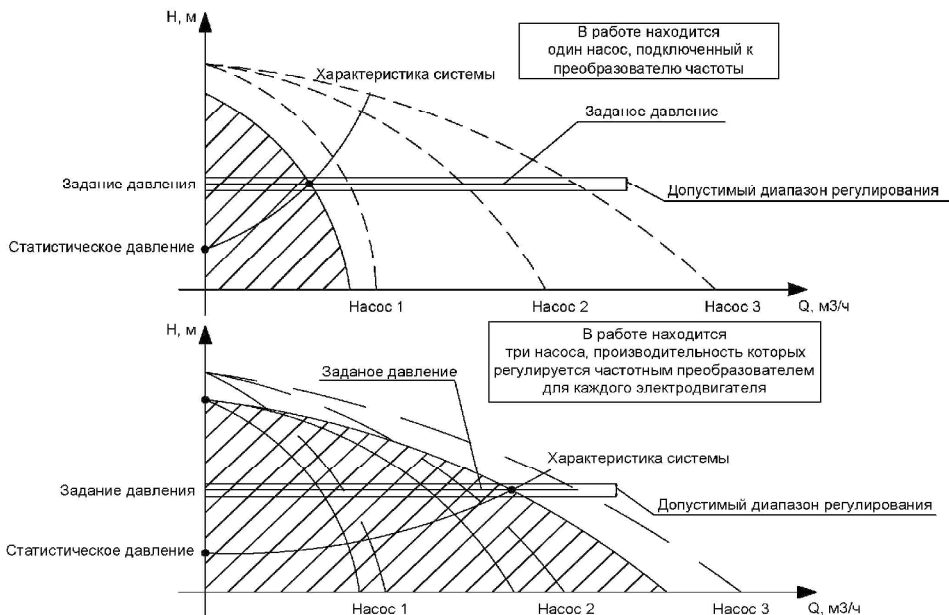 Н, м
В работе находится
один насос, подключенный к
преобразователю частоты
Характеристика системы
Заданое давление
Задание давления
Допустимый диапазон регулирования
Статистическое давление
Насос 1
Насос 2
Насос 3
Q, м3/ч
Н, м
В работе находится
три насоса, производительность которых
регулируется частотным преобразователем
для каждого электродвигателя
Заданое давление
Характеристика системы
Задание давления
Допустимый диапазон регулирования
Статистическое давление
Насос 1
Насос 2
Насос 3
Q, м3/ч